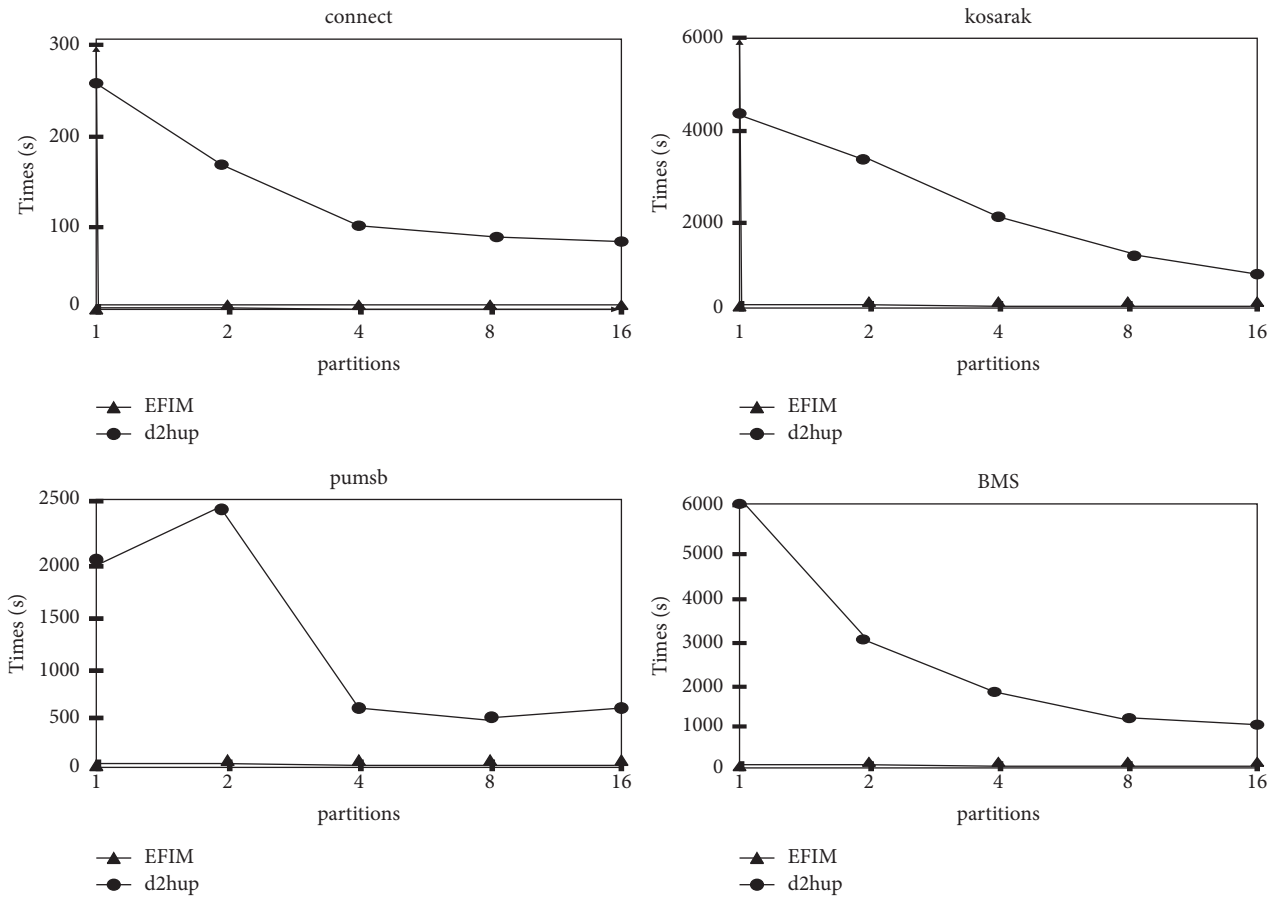 connect
300
200
100
0
Times (s)
1 2 4 8 16
partitions
EFIM
d2hup
kosarak
6000
4000
2000
0
Times (s)
1 2 4 8 16
partitions
EFIM
d2hup
pumsb
2500
2000
1500
1000
500
0
Times (s)
1 2 4 8 16
partitions
EFIM
d2hup
BMS
6000
5000
4000
3000
2000
1000
0
Times (s)
1 2 4 8 16
partitions
EFIM
d2hup